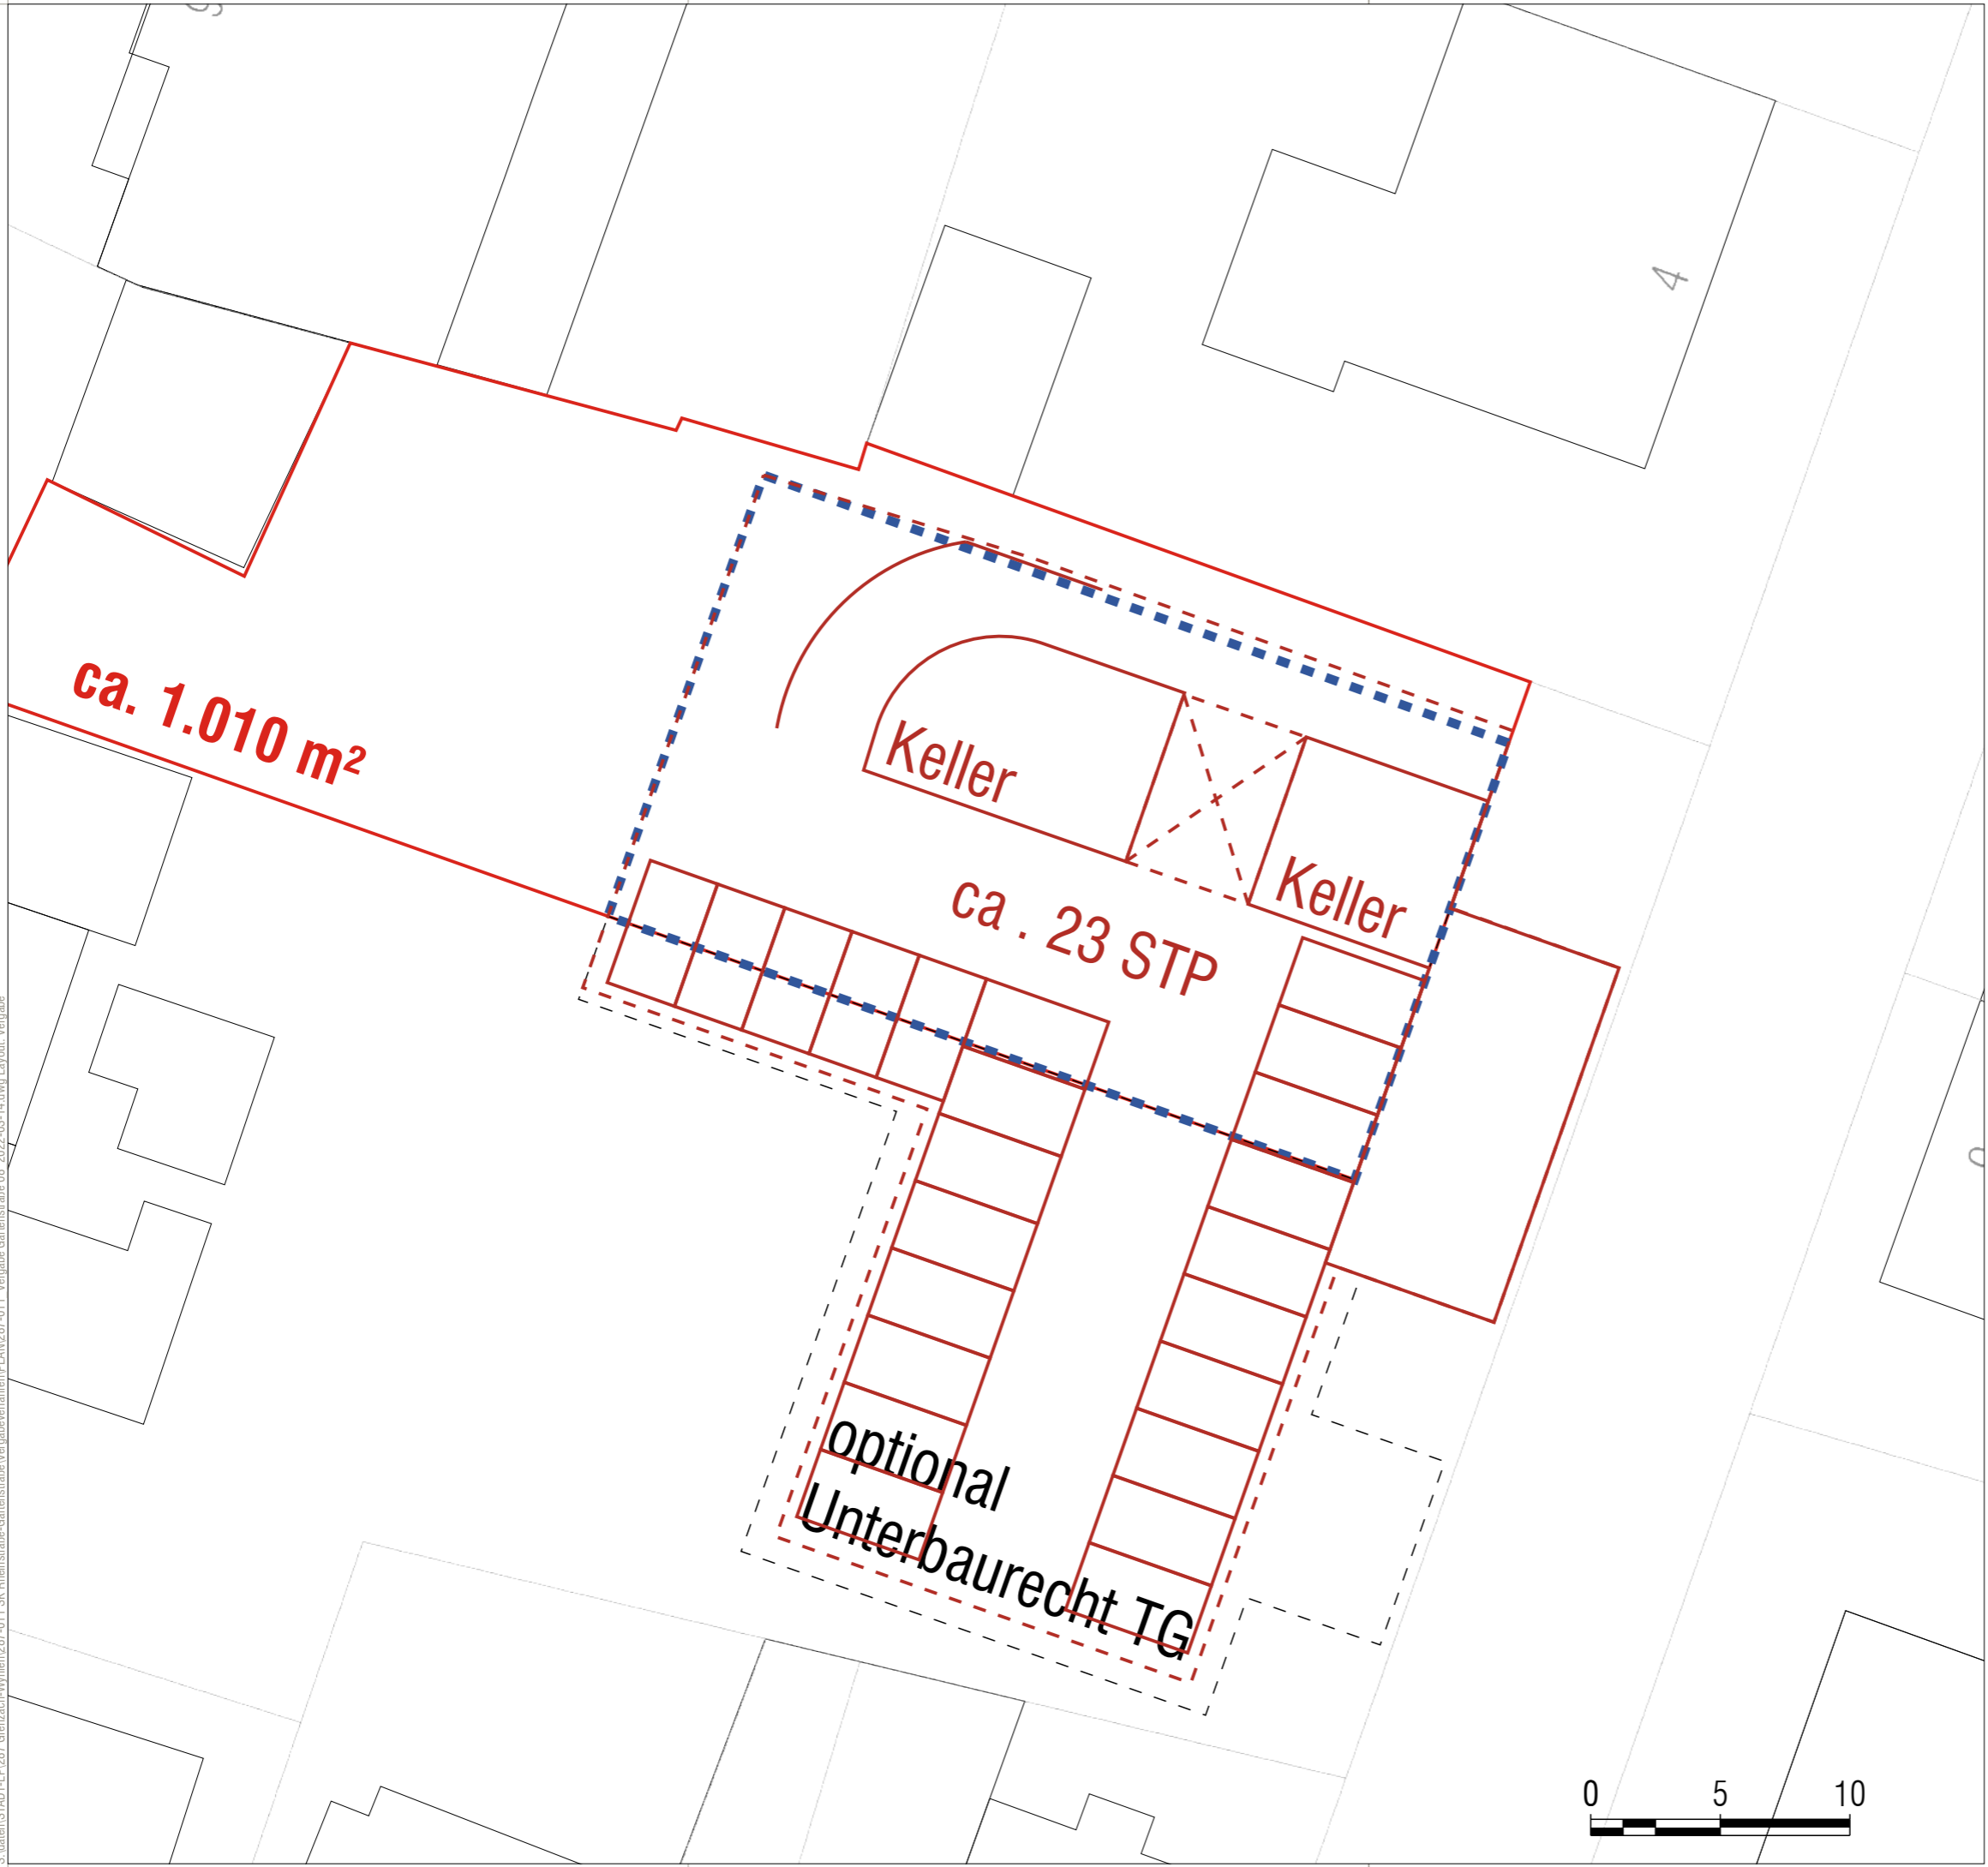 4
ca. 1.010 m²
Keller
Keller
ca . 23 STP
optional
Unterbaurecht TG
0 5 10